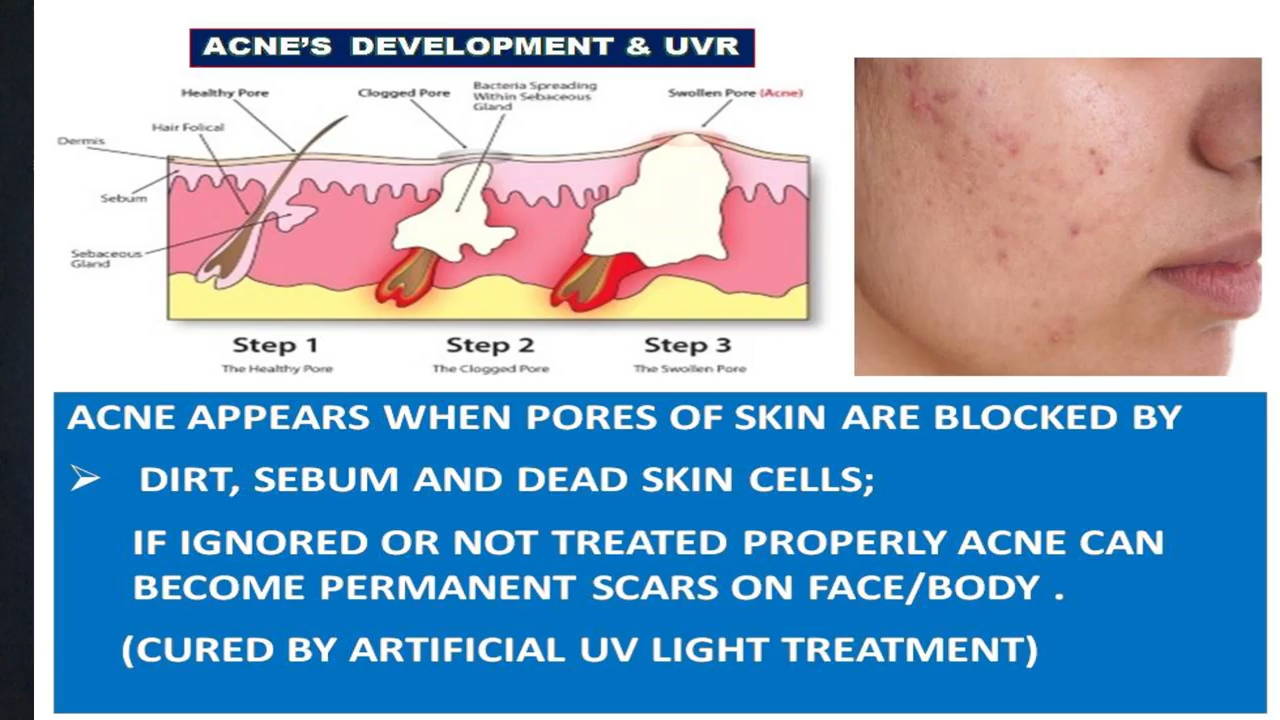 ACNE'S DEVELOPMENT & UVR
Healthy Pore
Clogged Pore
Bacteria Spreading
Within Sebaceous
Gland
Swollen Pore (Acne)
Hair Folical
Dermis
Sebum
Sebaceous
Gland
Step 1
Step 2
Step 3
The Healthy Pore
The Clogged Pore
The Swollen Pore
ACNE APPEARS WHEN PORES OF SKIN ARE BLOCKED BY
➢ DIRT, SEBUM AND DEAD SKIN CELLS;
IF IGNORED OR NOT TREATED PROPERLY ACNE CAN
BECOME PERMANENT SCARS ON FACE/BODY .
(CURED BY ARTIFICIAL UV LIGHT TREATMENT)